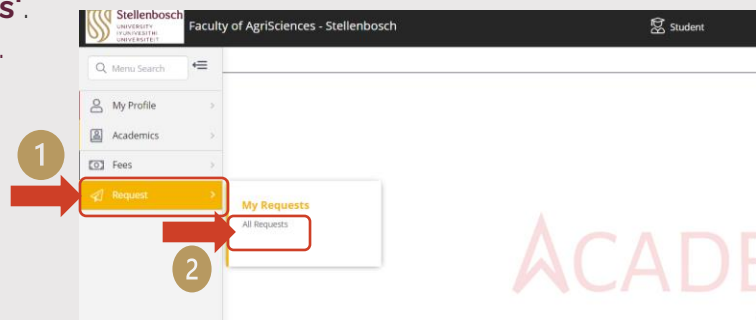 s'.
.
Stellenbosch
UNIVERSITY
IYUNIVESITHI
UNIVERSITEIT
Faculty of AgriSciences - Stellenbosch
Student
Menu Search
My Profile
Academics
Fees
1
Request
My Requests
All Requests
2
ACADE